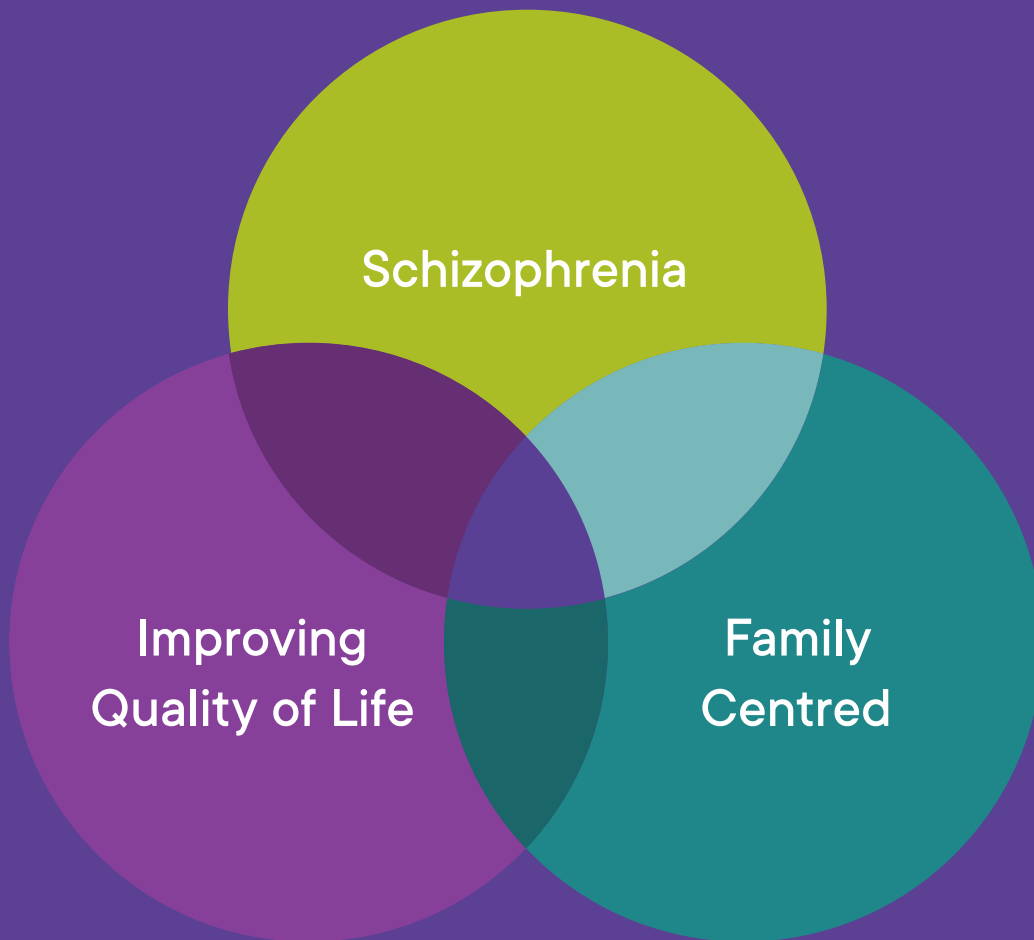 Schizophrenia
Improving
Quality of Life
Family
Centred